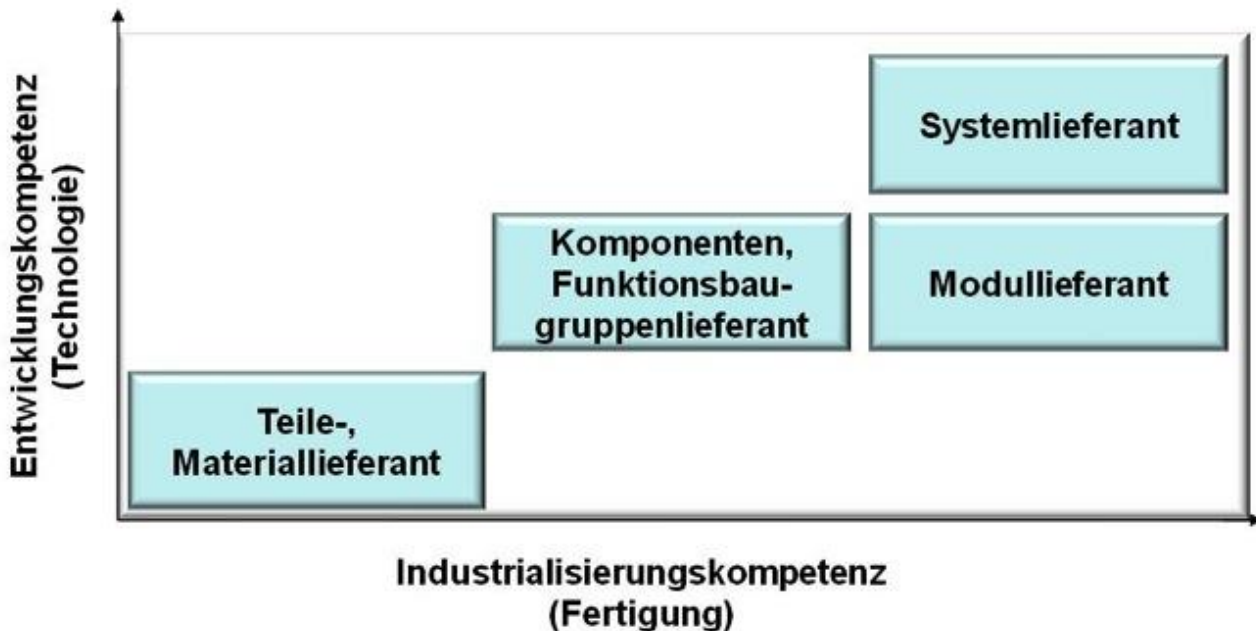 Entwicklungskompetenz
(Technologie)
Systemlieferant
Komponenten,
Funktionsbau-
gruppenlieferant
Modullieferant
Teile-,
Materiallieferant
Industrialisierungskompetenz
(Fertigung)